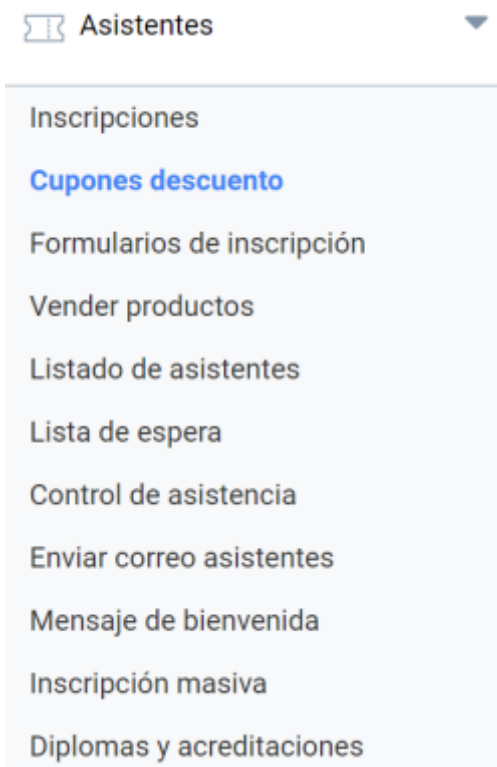 Asistentes
Inscripciones
Cupones descuento
Formularios de inscripción
Vender productos
Listado de asistentes
Lista de espera
Control de asistencia
Enviar correo asistentes
Mensaje de bienvenida
Inscripción masiva
Diplomas y acreditaciones